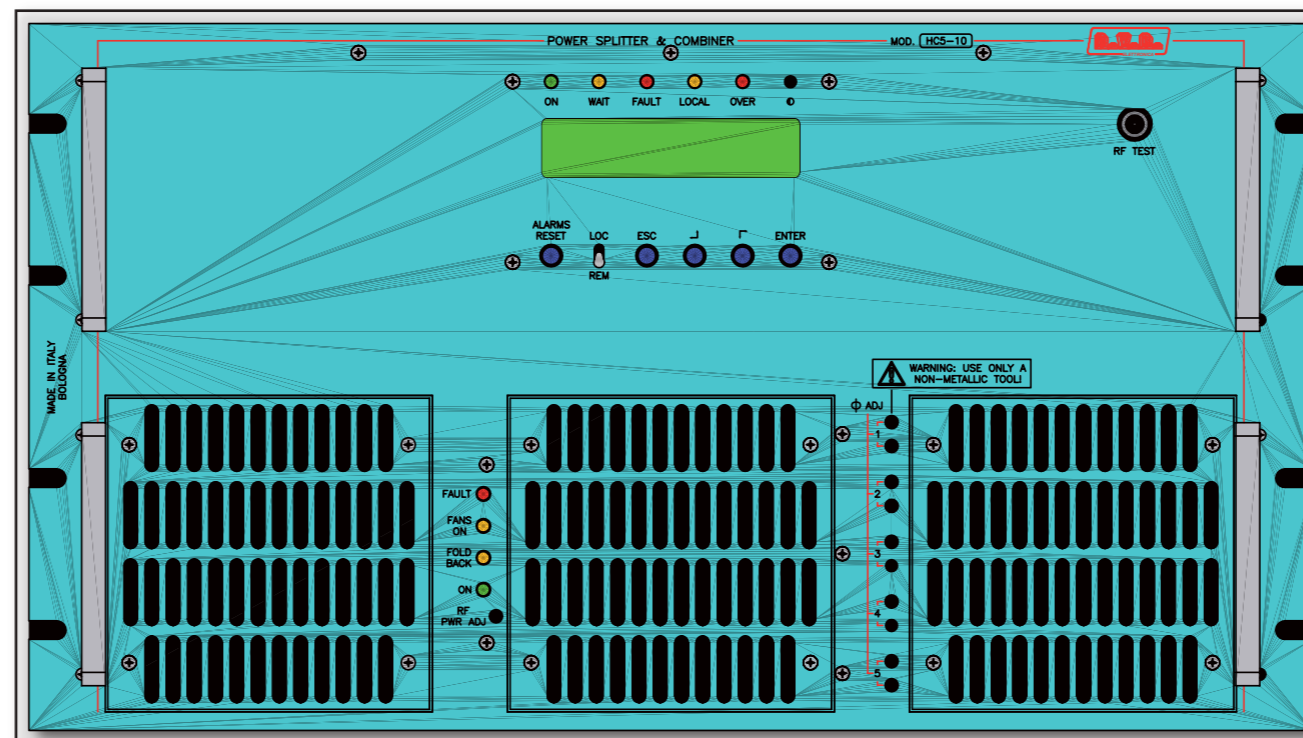 POWER SPLITTER & COMBINER
MOD. HC5-10
ON WAIT FAULT LOCAL OVER
RF TEST
ALARMS
RESET
LOC
REM
ESC
ENTER
MADE IN ITALY
BOLOGNA
WARNING: USE ONLY A
NON-METALLIC TOOL!
Φ ADJ
1
2
3
4
5
FAULT
FANS
ON
FOLD
BACK
ON
RF
PWR ADJ